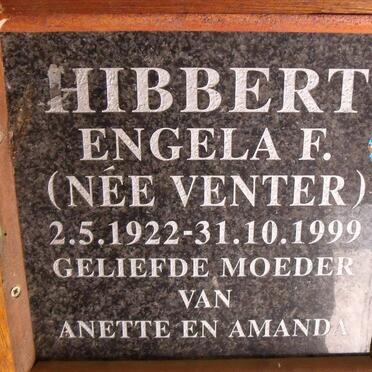 HIBBERT
ENGELA F.
(NÉE VENTER)
2.5.1922-31.10.1999
GELIEFDE MOEDER
VAN
ANETTE EN AMANDA